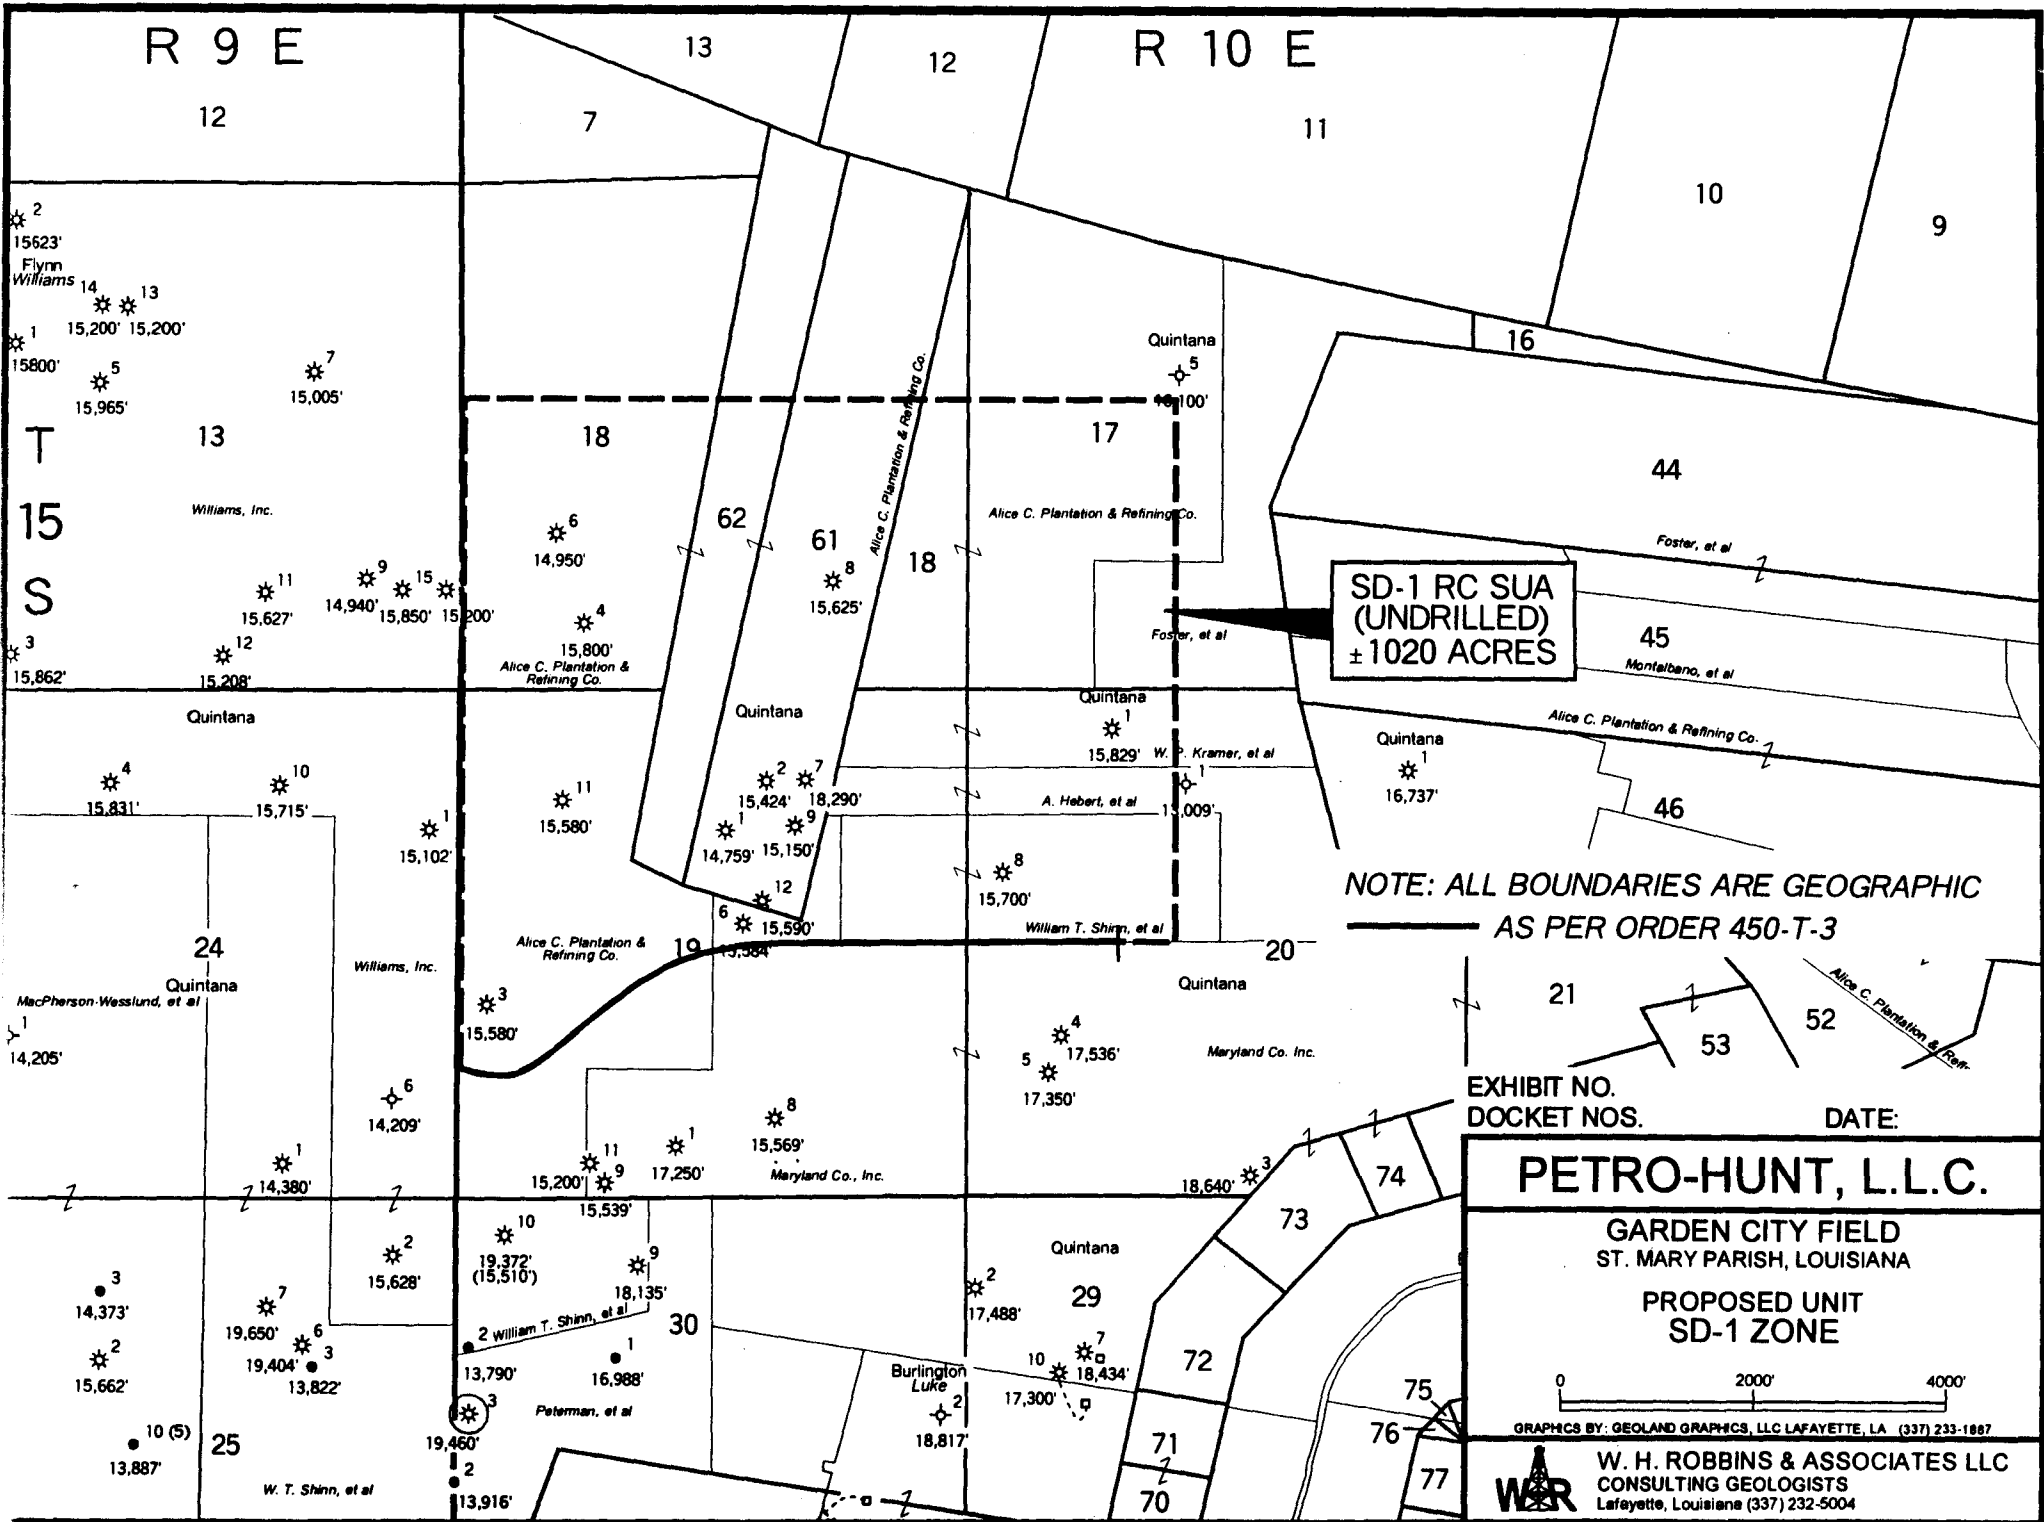 R 9 E
R 10 E
13
12
11
10
9
12
7
2
15623'
Flynn
Williams
14
13
15,200'
15,200'
1
15800'
5
15,965'
7
15,005'
16
Quintana
5
T
15
S
13
18
17
44
Williams, Inc.
Alice C. Plantation & Refining Co.
Alice C. Plantation & Refining Co.
62
61
18
6
14,950'
8
15,625'
Foster, et al
SD-1 RC SUA
(UNDRILLED)
±1020 ACRES
11
15,627'
9
14,940'
15
15,850'
15,200'
4
15,800'
12
15,208'
3
15,862'
Alice C. Plantation &
Refining Co.
Foster, et al
45
Montalbano, et al
Quintana
Quintana
Quintana
1
15,829'
W. P. Kramer, et al
Alice C. Plantation & Refining Co.
Quintana
1
16,737'
46
4
15,831'
10
15,715'
11
15,580'
2
15,424'
7
18,290'
1
14,759'
9
15,150'
A. Hebert, et al
1
1
15,102'
8
15,700'
12
15,590'
6
15,584'
William T. Shinn, et al
NOTE: ALL BOUNDARIES ARE GEOGRAPHIC
AS PER ORDER 450-T-3
24
Quintana
MacPherson-Wesslund, et al
Williams, Inc.
Alice C. Plantation &
Refining Co.
19
20
Quintana
3
15,580'
1
14,205'
4
17,536'
5
17,350'
Maryland Co. Inc.
21
53
52
Alice C. Plantation & Refin
6
14,209'
1
14,380'
8
15,569'
1
17,250'
11
15,200'
9
15,539'
Maryland Co., Inc.
3
18,640'
74
73
EXHIBIT NO.
DOCKET NOS. DATE:
PETRO-HUNT, L.L.C.
GARDEN CITY FIELD
ST. MARY PARISH, LOUISIANA
PROPOSED UNIT
SD-1 ZONE
0 2000' 4000'
GRAPHICS BY: GEOLAND GRAPHICS, LLC LAFAYETTE, LA (337) 233-1887
WR
W. H. ROBBINS & ASSOCIATES LLC
CONSULTING GEOLOGISTS
Lafayette, Louisiana (337) 232-5004
2
15,628'
10
19,372'
(15,510')
9
18,135'
Quintana
29
2
17,488'
3
14,373'
7
19,650'
6
19,404'
3
13,822'
2
15,662'
William T. Shinn, et al
30
2
13,790'
1
16,988'
Burlington
Luke
2
18,817'
7
18,434'
10
17,300'
72
71
70
75
76
77
3
19,460'
Peterman, et al
10 (5)
13,887'
25
W. T. Shinn, et al
2
13,916'